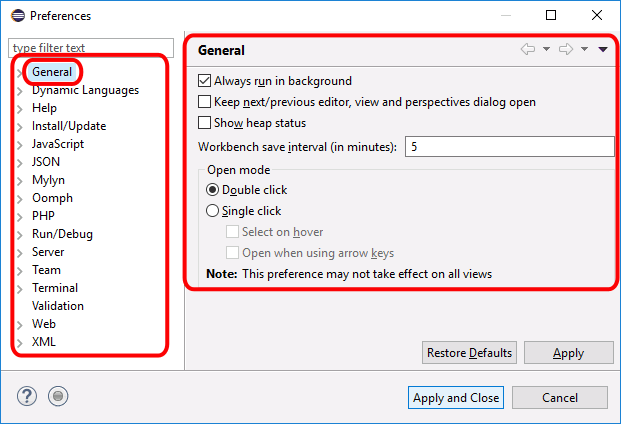 Preferences
type filter text
General
Dynamic Languages
Help
Install/Update
JavaScript
JSON
Mylyn
Oomph
PHP
Run/Debug
Server
Team
Terminal
Validation
Web
XML
General
Always run in background
Keep next/previous editor, view and perspectives dialog open
Show heap status
Workbench save interval (in minutes): 5
Open mode
Double click
Single click
Select on hover
Open when using arrow keys
Note: This preference may not take effect on all views
Restore Defaults Apply
? Apply and Close Cancel